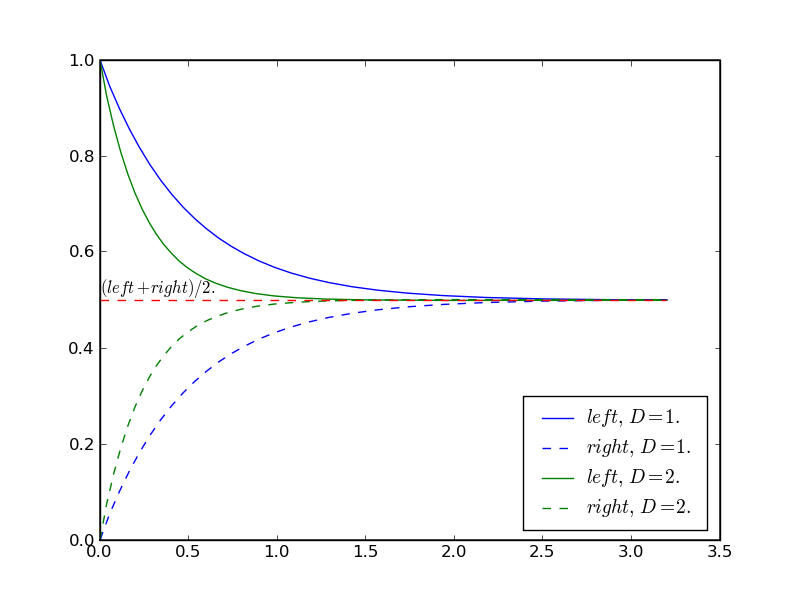 1.0
0.8
0.6
(left+right)/2.
0.4
left, D=1.
right, D=1.
left, D=2.
right, D=2.
0.2
0.0
0.0 0.5 1.0 1.5 2.0 2.5 3.0 3.5